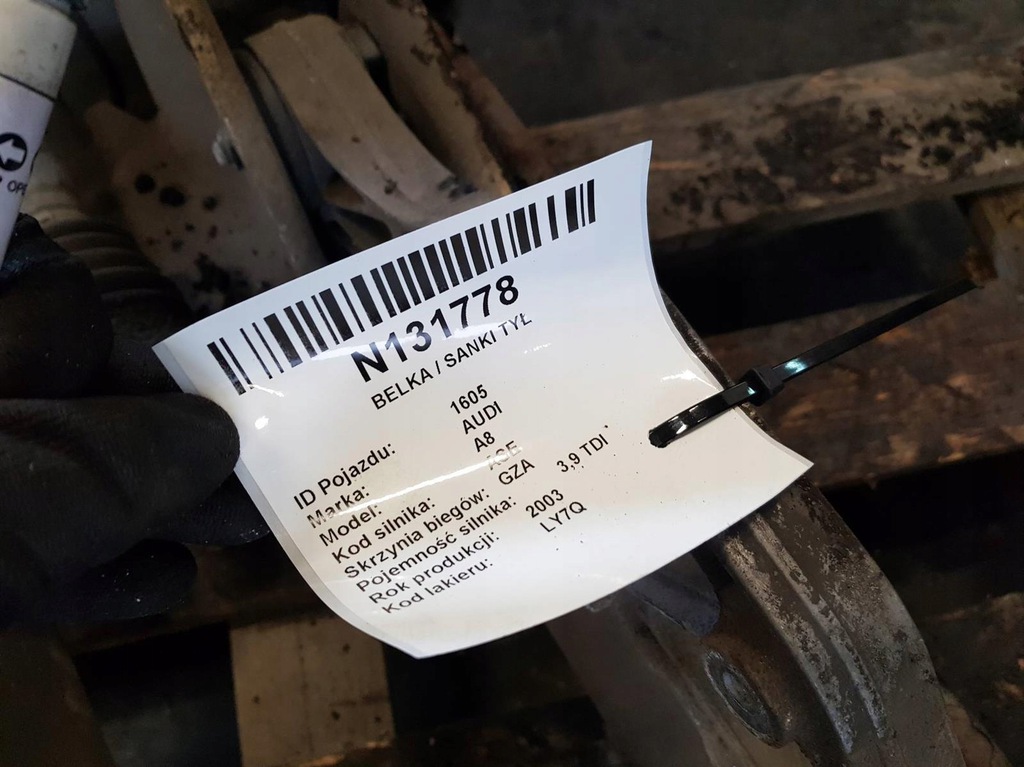 N131778
BELKA / SANKI TYŁ
ID Pojazdu: 1605
Marka: AUDI
Model: A8
Kod silnika: ASE
Skrzynia biegów: GZA
Pojemność silnika: 3,9 TDI
Rok produkcji: 2003
Kod lakieru: LY7Q